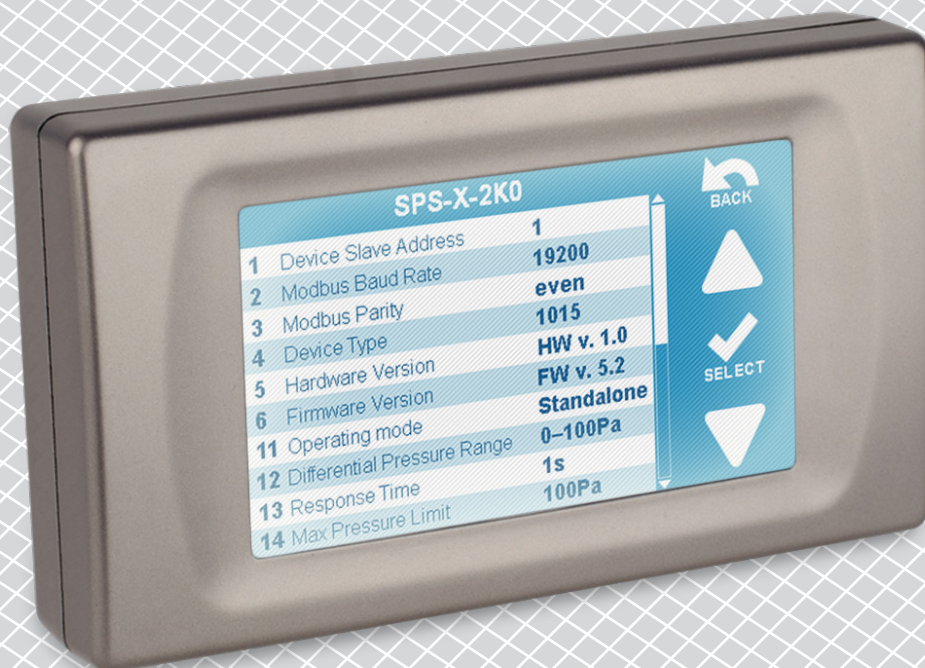 SPS-X-2K0
1 Device Slave Address 1
2 Modbus Baud Rate 19200
3 Modbus Parity even
4 Device Type 1015
5 Hardware Version HW v. 1.0
6 Firmware Version FW v. 5.2
11 Operating mode Standalone
12 Differential Pressure Range 0–100Pa
13 Response Time 1s
14 Max Pressure Limit 100Pa
BACK
SELECT